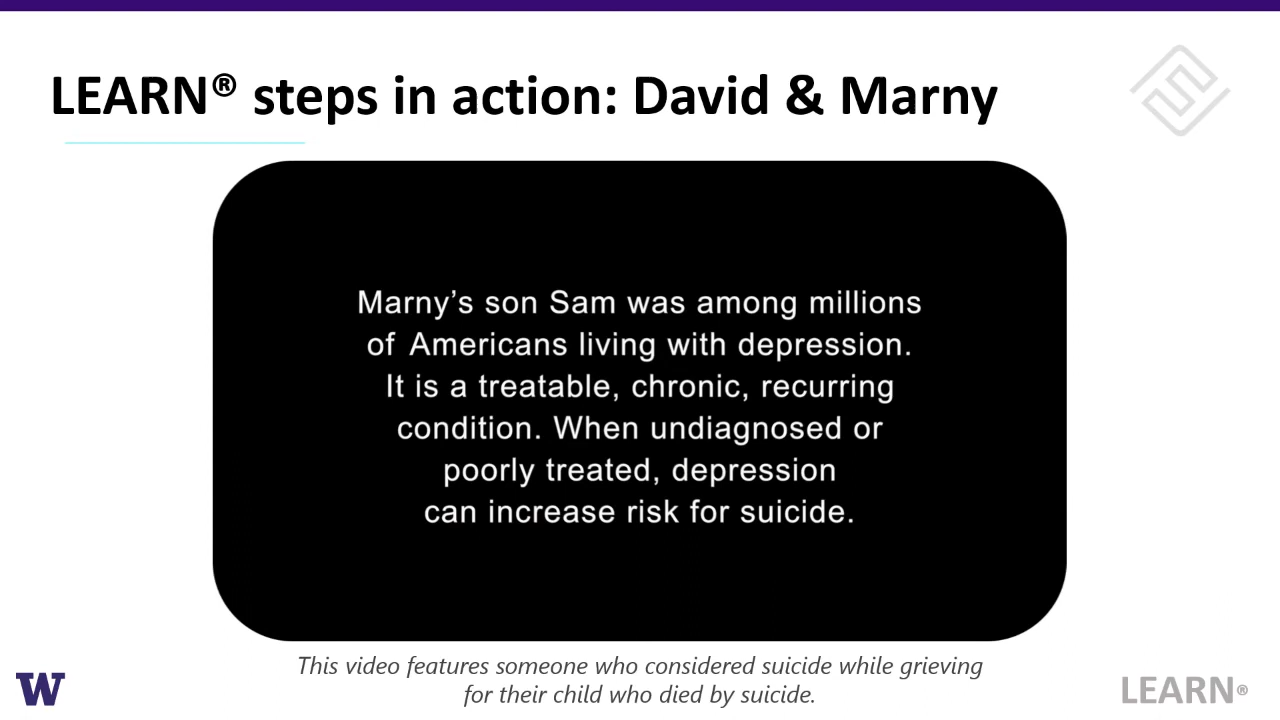 LEARN® steps in action: David & Marny
Marny’s son Sam was among millions
of Americans living with depression.
It is a treatable, chronic, recurring
condition. When undiagnosed or
poorly treated, depression
can increase risk for suicide.
This video features someone who considered suicide while grieving
for their child who died by suicide.
W
LEARN®